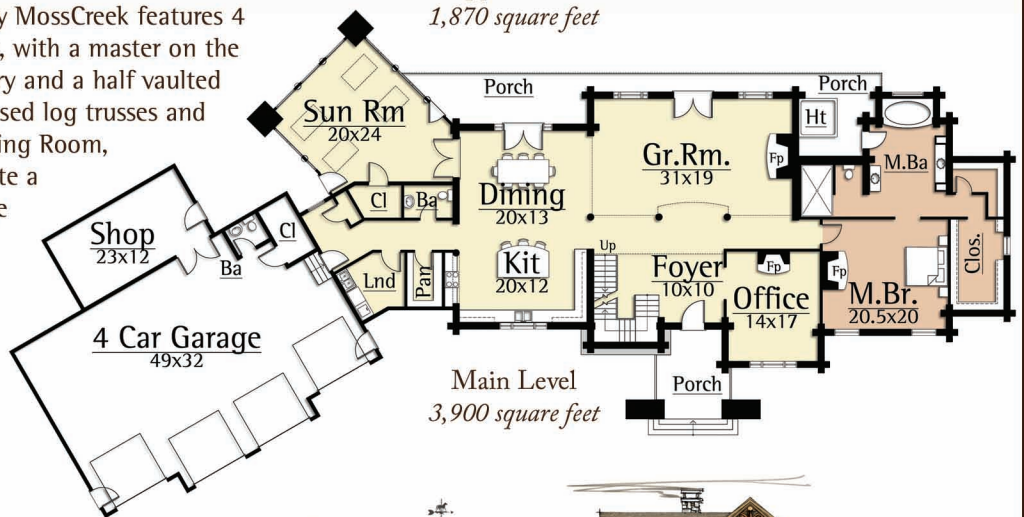 y MossCreek features 4
, with a master on the
ry and a half vaulted
sed log trusses and
ing Room,
te a
e
1,870 square feet
Porch
Porch
Sun Rm
20x24
Ht
Gr.Rm.
31x19
Fp
M.Ba
Dining
20x13
Cl
Ba
Shop
23x12
Ba
Cl
Lnd
Pan
Kit
20x12
Up
Foyer
10x10
Fp
Office
14x17
Fp
M.Br.
20.5x20
Clos.
4 Car Garage
49x32
Main Level
3,900 square feet
Porch